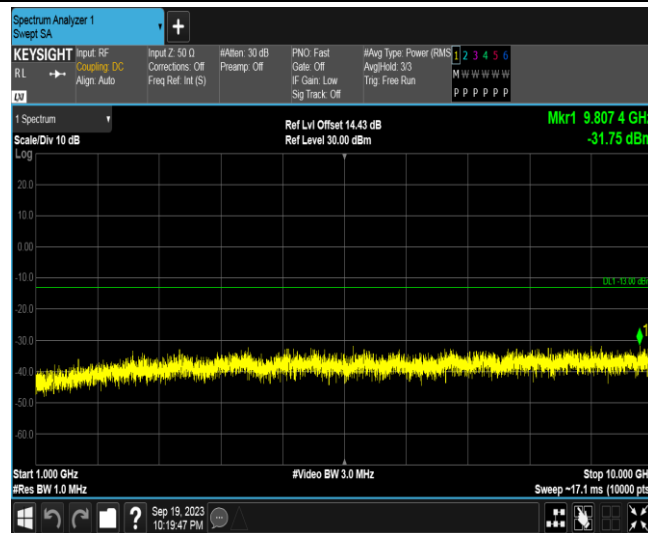 Spectrum Analyzer 1
Swept SA
+
KEYSIGHT Input: RF Input Z: 50 Ω #Atten: 30 dB PNO: Fast #Avg Type: Power (RMS 1 2 3 4 5 6
R L Coupling: DC Corrections: Off Preamp: Off Gate: Off Avg|Hold: 3/3 M W W W W W
Align: Auto Freq Ref: Int (S) IF Gain: Low Trig: Free Run
Sig Track: Off P P P P P P
LXI
1 Spectrum Ref Lvl Offset 14.43 dB Mkr1 9.807 4 GHz
Scale/Div 10 dB Ref Level 30.00 dBm -31.75 dBm
Log
20.0
10.0
0.00
-10.0
DL1 -13.00 dBm
-20.0
-30.0
1
-40.0
-50.0
-60.0
Start 1.000 GHz #Video BW 3.0 MHz Stop 10.000 GH
#Res BW 1.0 MHz Sweep ~17.1 ms (10000 pts
? Sep 19, 2023
10:19:47 PM